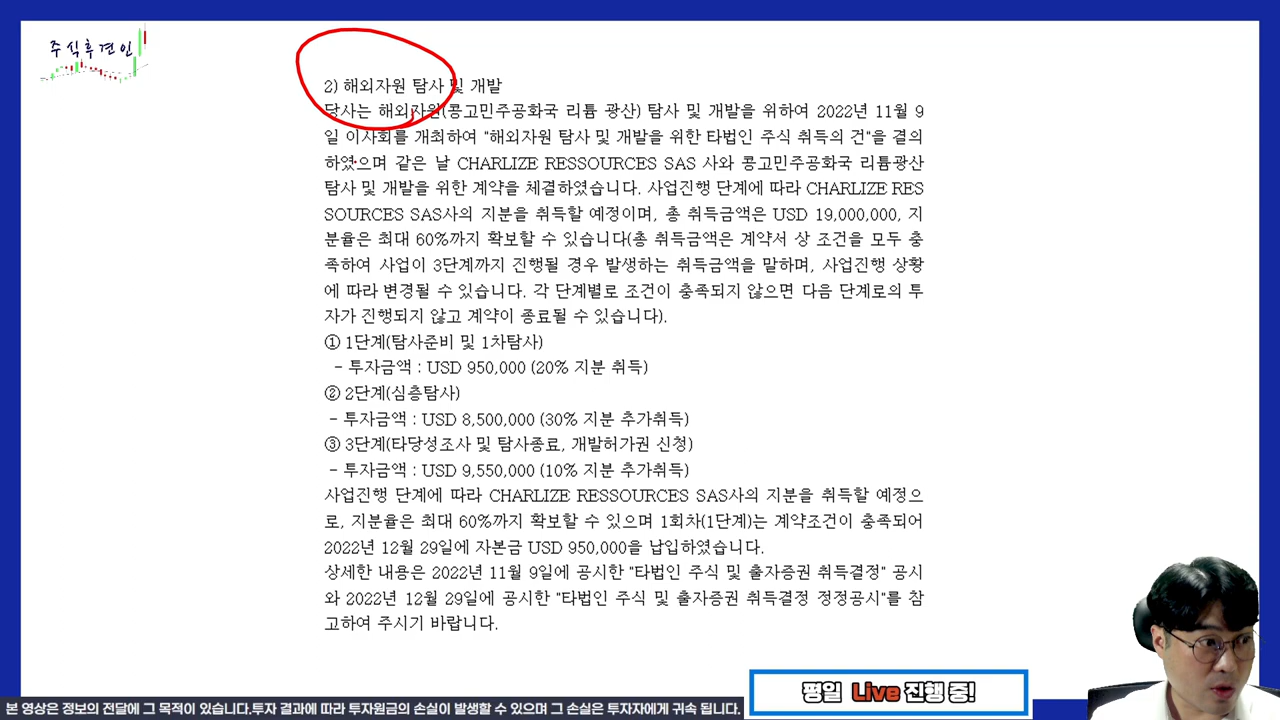 주식후견인
2) 해외자원 탐사 및 개발
당사는 해외자원(콩고민주공화국 리튬 광산) 탐사 및 개발을 위하여 2022년 11월 9
일 이사회를 개최하여 "해외자원 탐사 및 개발을 위한 타법인 주식 취득의 건"을 결의
하였으며 같은 날 CHARLIZE RESSOURCES SAS 사와 콩고민주공화국 리튬광산
탐사 및 개발을 위한 계약을 체결하였습니다. 사업진행 단계에 따라 CHARLIZE RES
SOURCES SAS사의 지분을 취득할 예정이며, 총 취득금액은 USD 19,000,000, 지
분율은 최대 60%까지 확보할 수 있습니다(총 취득금액은 계약서 상 조건을 모두 충
족하여 사업이 3단계까지 진행될 경우 발생하는 취득금액을 말하며, 사업진행 상황
에 따라 변경될 수 있습니다. 각 단계별로 조건이 충족되지 않으면 다음 단계로의 투
자가 진행되지 않고 계약이 종료될 수 있습니다).
① 1단계(탐사준비 및 1차탐사)
- 투자금액 : USD 950,000 (20% 지분 취득)
② 2단계(심층탐사)
- 투자금액 : USD 8,500,000 (30% 지분 추가취득)
③ 3단계(타당성조사 및 탐사종료, 개발허가권 신청)
- 투자금액 : USD 9,550,000 (10% 지분 추가취득)
사업진행 단계에 따라 CHARLIZE RESSOURCES SAS사의 지분을 취득할 예정으
로, 지분율은 최대 60%까지 확보할 수 있으며 1회차(1단계)는 계약조건이 충족되어
2022년 12월 29일에 자본금 USD 950,000을 납입하였습니다.
상세한 내용은 2022년 11월 9일에 공시한 "타법인 주식 및 출자증권 취득결정" 공시
와 2022년 12월 29일에 공시한 "타법인 주식 및 출자증권 취득결정 정정공시"를 참
고하여 주시기 바랍니다.
평일 Live 진행 중!
본 영상은 정보의 전달에 그 목적이 있습니다.투자 결과에 따라 투자원금의 손실이 발생할 수 있으며 그 손실은 투자자에게 귀속 됩니다.